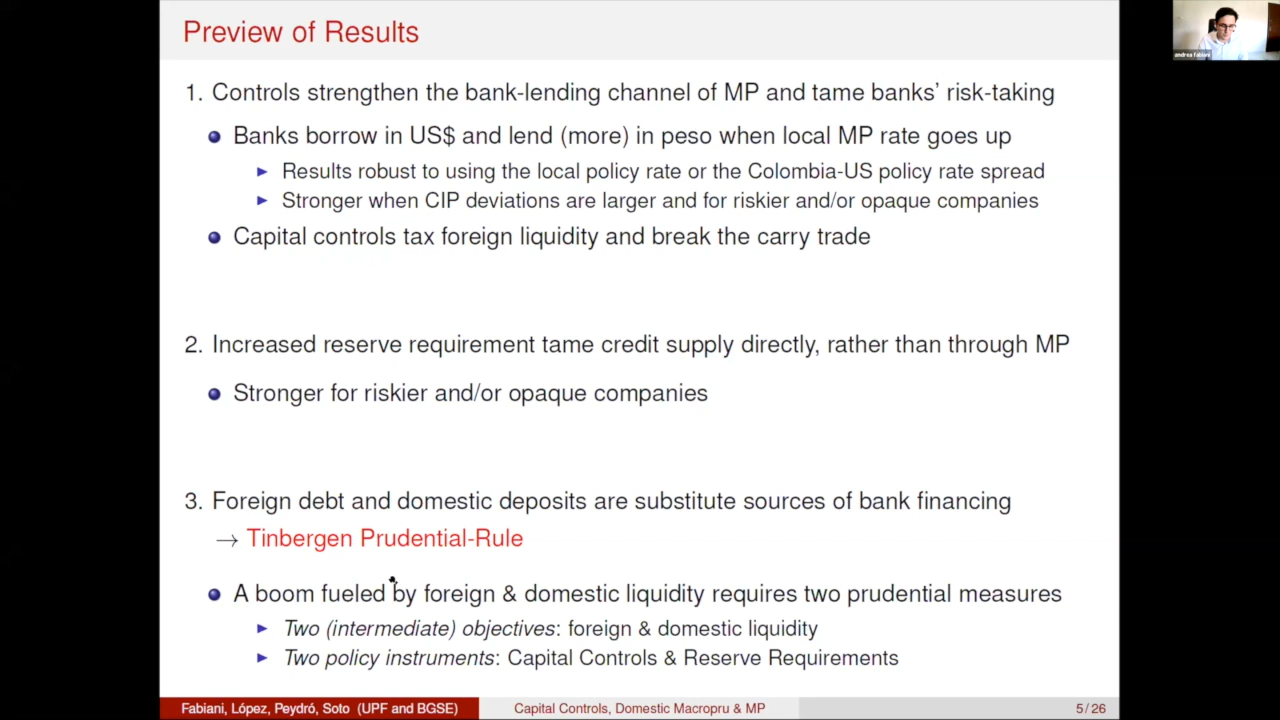 Preview of Results
andrea fabiani
1. Controls strengthen the bank-lending channel of MP and tame banks' risk-taking
Banks borrow in US$ and lend (more) in peso when local MP rate goes up
Results robust to using the local policy rate or the Colombia-US policy rate spread
Stronger when CIP deviations are larger and for riskier and/or opaque companies
Capital controls tax foreign liquidity and break the carry trade
2. Increased reserve requirement tame credit supply directly, rather than through MP
Stronger for riskier and/or opaque companies
3. Foreign debt and domestic deposits are substitute sources of bank financing
→ Tinbergen Prudential-Rule
A boom fueled by foreign & domestic liquidity requires two prudential measures
Two (intermediate) objectives: foreign & domestic liquidity
Two policy instruments: Capital Controls & Reserve Requirements
Fabiani, López, Peydró, Soto (UPF and BGSE) Capital Controls, Domestic Macropru & MP 5 / 26